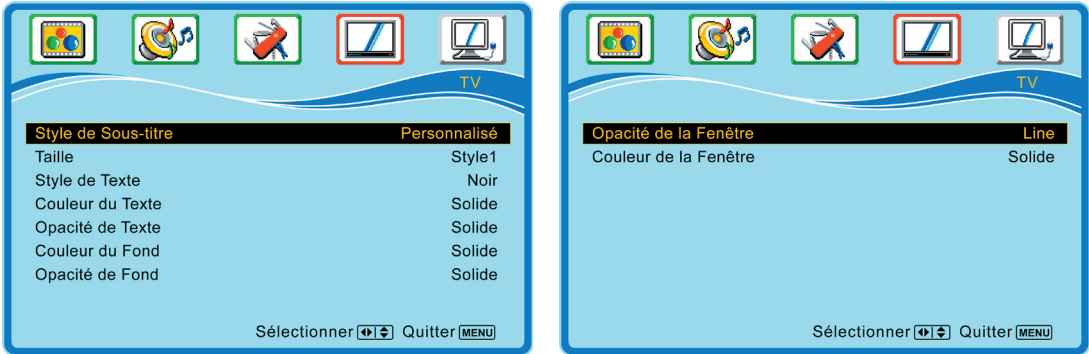 TV
Style de Sous-titre Personnalisé
Taille Style1
Style de Texte Noir
Couleur du Texte Solide
Opacité de Texte Solide
Couleur du Fond Solide
Opacité de Fond Solide
Sélectionner Quitter MENU
TV
Opacité de la Fenêtre Line
Couleur de la Fenêtre Solide
Sélectionner Quitter MENU